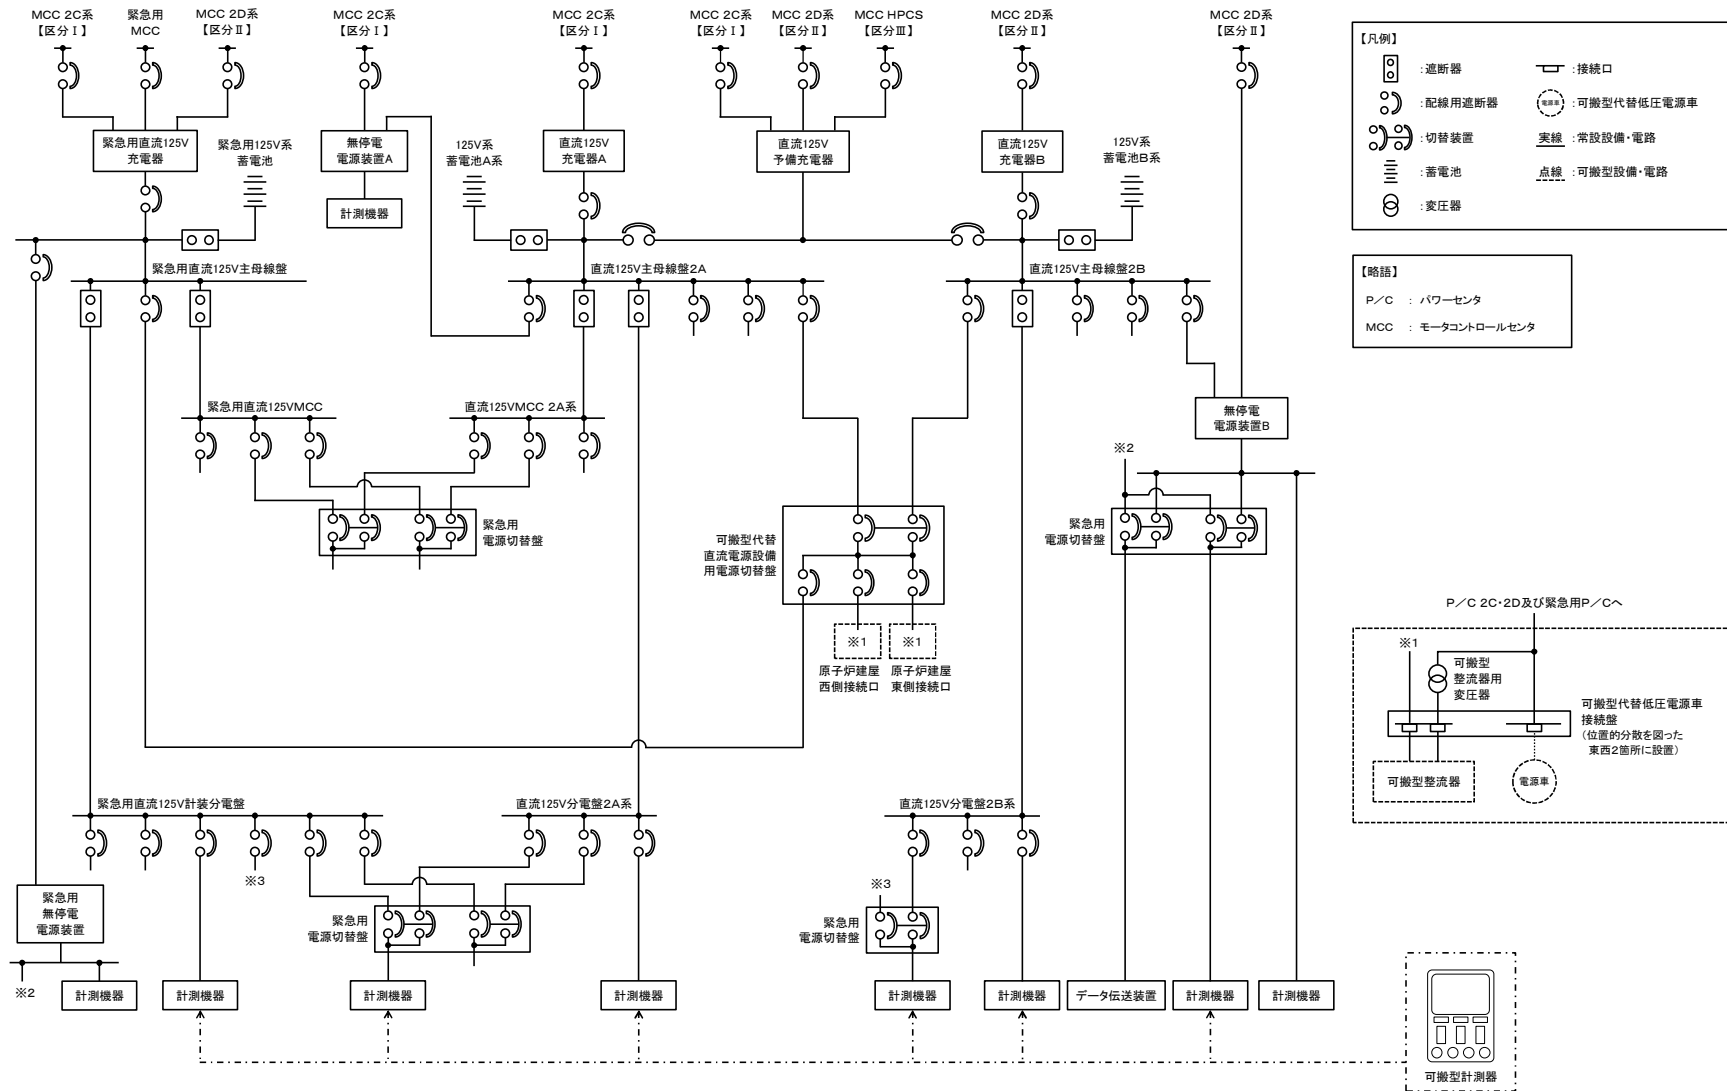 MCC 2C系
【区分Ⅰ】
緊急用
MCC
MCC 2D系
【区分Ⅱ】
MCC 2C系
【区分Ⅰ】
MCC 2C系
【区分Ⅰ】
MCC 2C系
【区分Ⅰ】
MCC 2D系
【区分Ⅱ】
MCC HPCS
【区分Ⅲ】
MCC 2D系
【区分Ⅱ】
MCC 2D系
【区分Ⅱ】
緊急用直流125V
充電器
緊急用125V系
蓄電池
無停電
電源装置A
計測機器
125V系
蓄電池A系
直流125V
充電器A
直流125V
予備充電器
直流125V
充電器B
125V系
蓄電池B系
緊急用直流125V主母線盤
直流125V主母線盤2A
直流125V主母線盤2B
緊急用直流125VMCC
直流125VMCC 2A系
無停電
電源装置B
※2
緊急用
電源切替盤
可搬型代替
直流電源設備
用電源切替盤
緊急用
電源切替盤
※1
※1
原子炉建屋
西側接続口
原子炉建屋
東側接続口
緊急用直流125V計装分電盤
直流125V分電盤2A系
直流125V分電盤2B系
※3
※3
緊急用
無停電
電源装置
緊急用
電源切替盤
緊急用
電源切替盤
※2
計測機器
計測機器
計測機器
計測機器
計測機器
計測機器
データ伝送装置
計測機器
計測機器
【凡例】
:遮断器
:接続口
:配線用遮断器
電源車
:可搬型代替低圧電源車
:切替装置
実線
:常設設備・電路
:蓄電池
点線
:可搬型設備・電路
:変圧器
【略語】
P/C : パワーセンタ
MCC : モータコントロールセンタ
P/C 2C・2D及び緊急用P/Cへ
※1
可搬型
整流器用
変圧器
可搬型代替低圧電源車
接続盤
(位置的分散を図った
東西2箇所に設置)
可搬型整流器
電源車
可搬型計測器